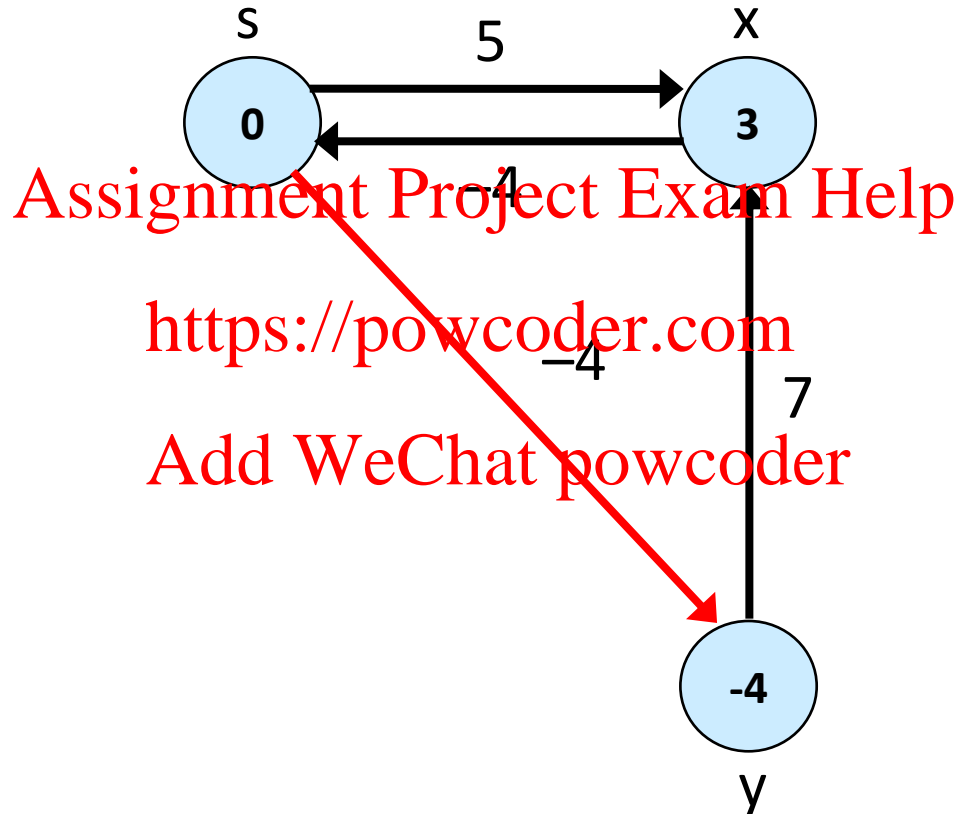 s
x
5
0
3
–4
Assignment Project Exam Help
https://powcoder.com
–4
7
Add WeChat powcoder
-4
y